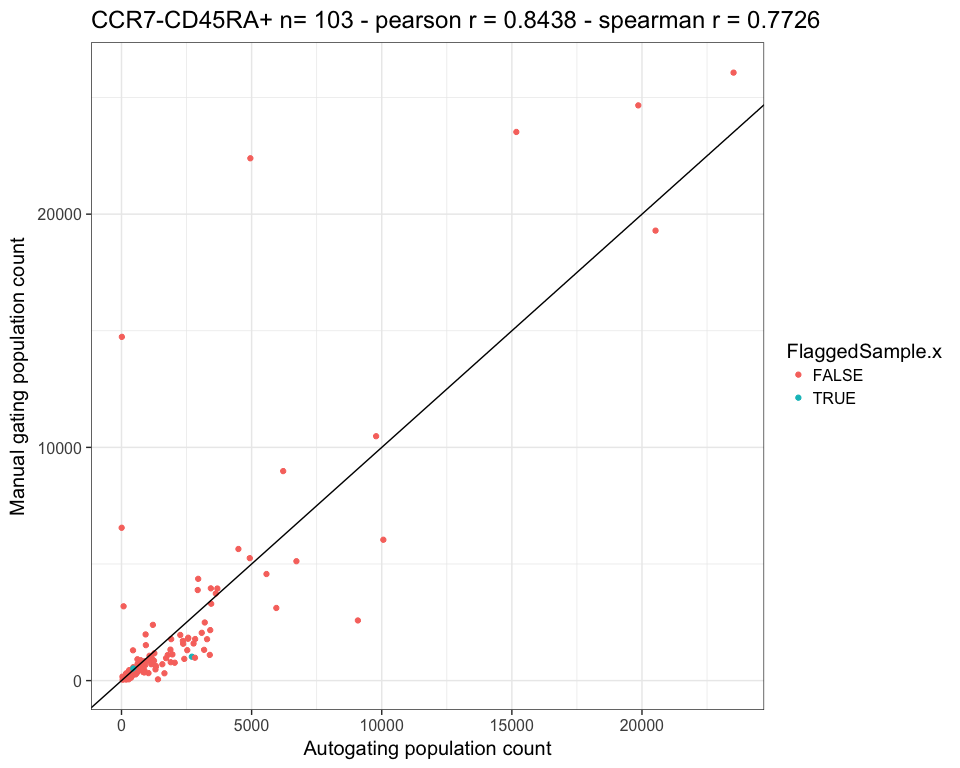 CCR7-CD45RA+ n= 103 - pearson r = 0.8438 - spearman r = 0.7726
Manual gating population count
20000
10000
0
0 5000 10000 15000 20000
Autogating population count
FlaggedSample.x
FALSE
TRUE